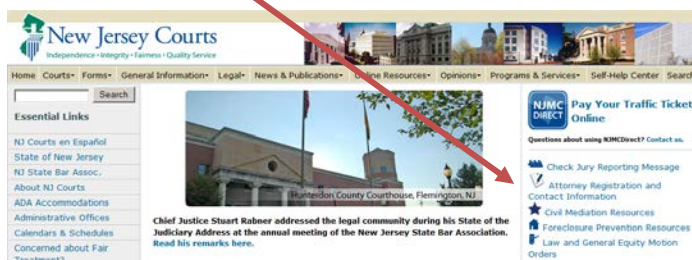 New Jersey Courts
Independence • Integrity • Fairness • Quality Service
Home Courts Forms General Information Legal News & Publications Online Resources Opinions Programs & Services Self-Help Center Search
Search
Essential Links
NJ Courts en Español
State of New Jersey
NJ State Bar Assoc.
About NJ Courts
ADA Accommodations
Administrative Offices
Calendars & Schedules
Concerned about Fair
Treatment?
Hunterdon County Courthouse, Flemington, NJ
Chief Justice Stuart Rabner addressed the legal community during his State of the
Judiciary Address at the annual meeting of the New Jersey State Bar Association.
Read his remarks here.
NJMC
DIRECT
Pay Your Traffic Ticket
Online
Questions about using NJMCDirect? Contact us.
Check Jury Reporting Message
Attorney Registration and
Contact Information
Civil Mediation Resources
Foreclosure Prevention Resources
Law and General Equity Motion
Orders